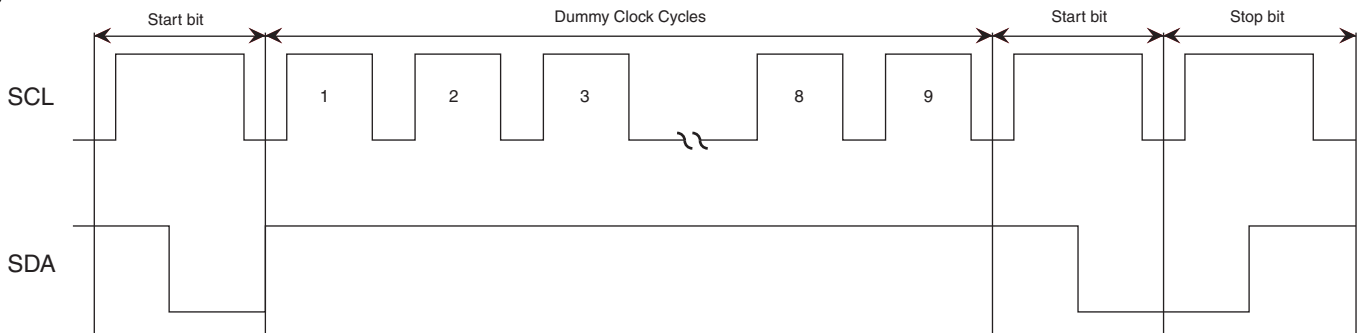 Start bit
Dummy Clock Cycles
Start bit
Stop bit
SCL
1
2
3
8
9
SDA